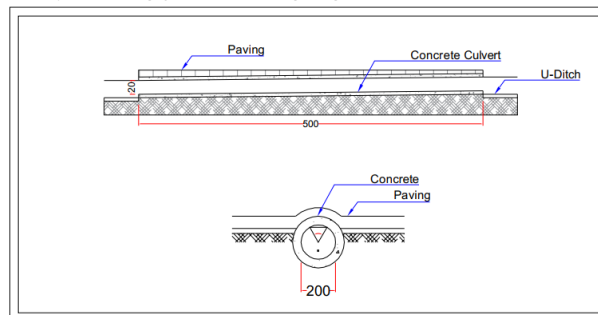 Paving
Concrete Culvert
U-Ditch
20
500
Concrete
Paving
200